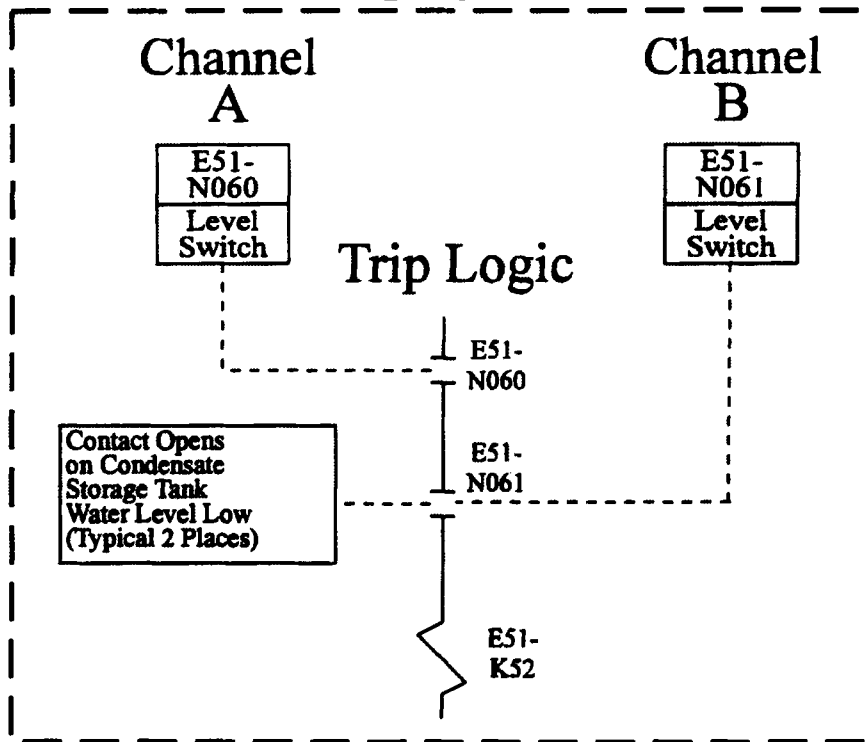 Channel
A
E51-
N060
Level
Switch
Channel
B
E51-
N061
Level
Switch
Trip Logic
E51-
N060
Contact Opens
on Condensate
Storage Tank
Water Level Low
(Typical 2 Places)
E51-
N061
E51-
K52